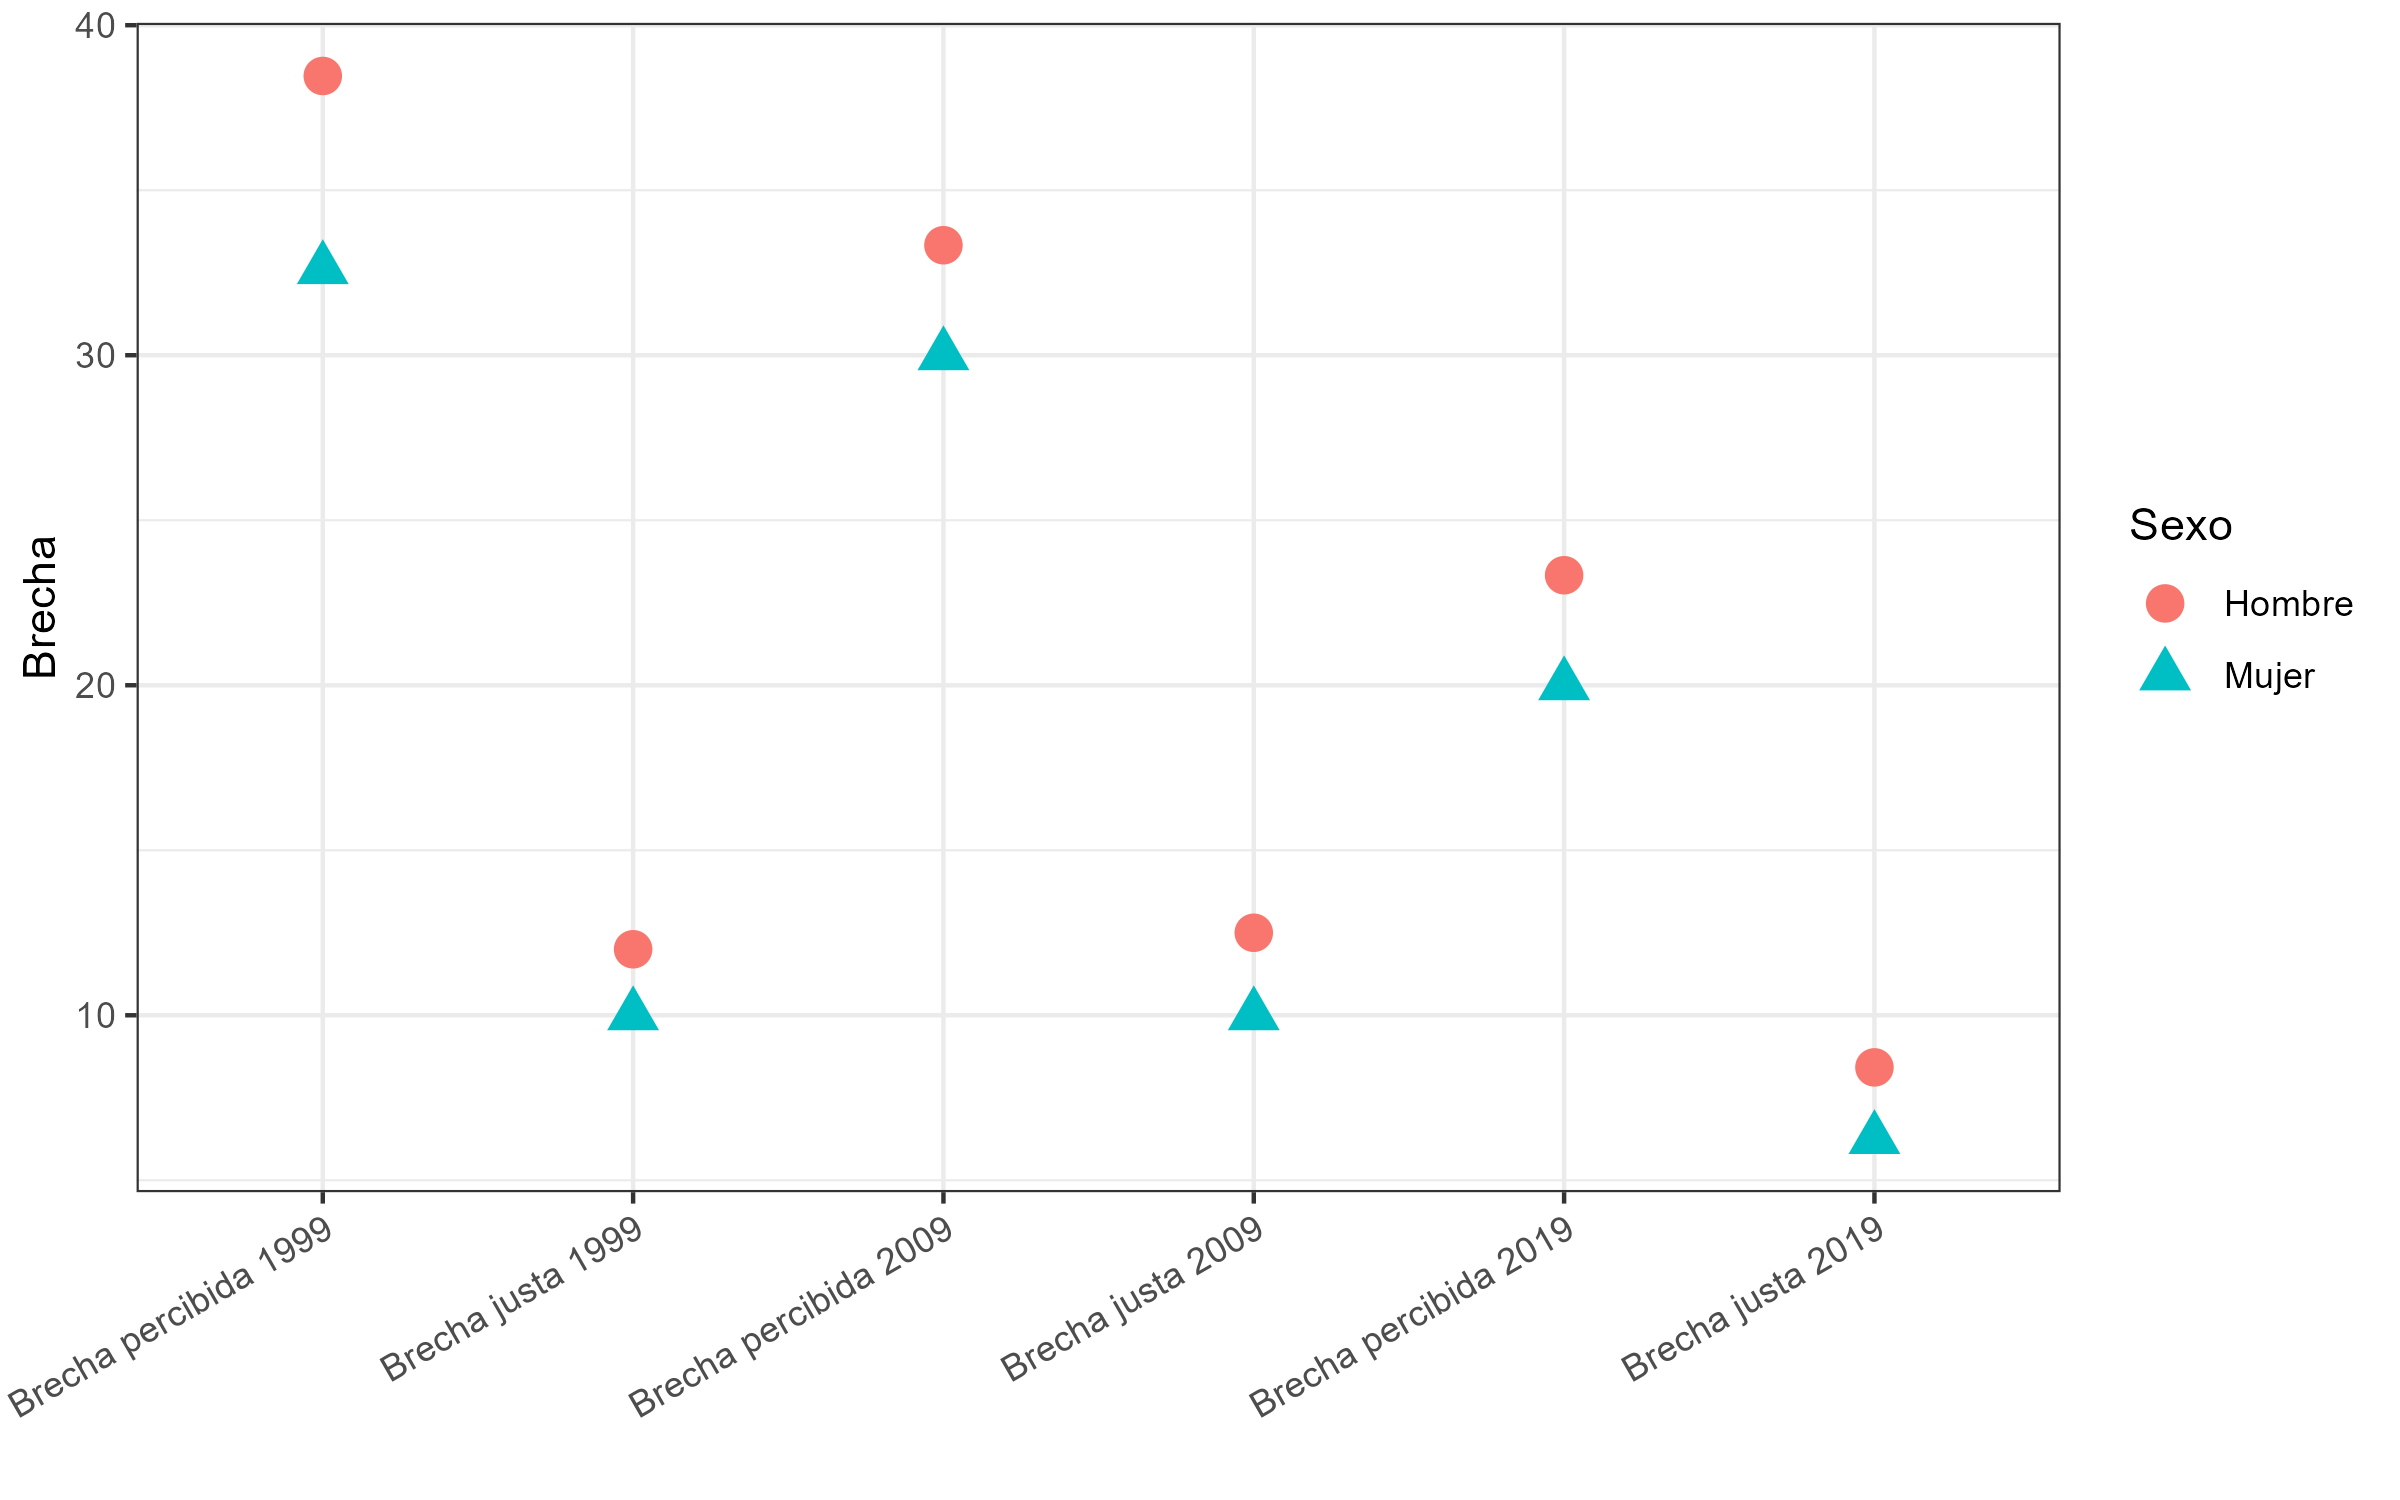 Brecha
40
30
20
10
Brecha percibida 1999
Brecha justa 1999
Brecha percibida 2009
Brecha justa 2009
Brecha percibida 2019
Brecha justa 2019
Sexo
Hombre
Mujer